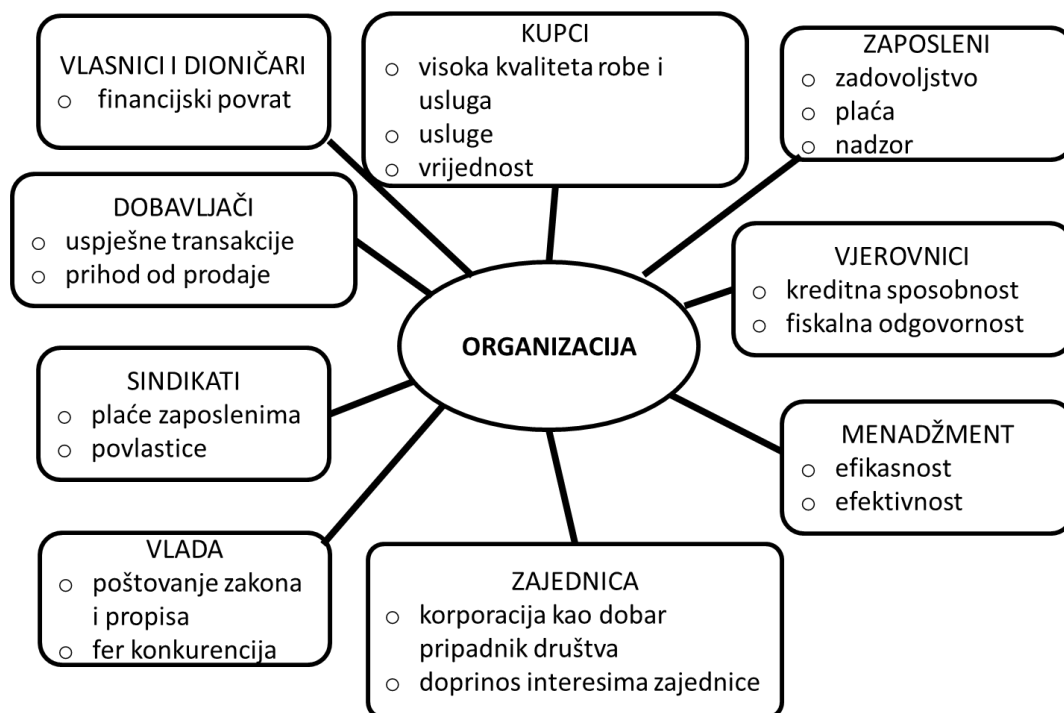 VLASNICI I DIONIČARI
○ financijski povrat
KUPCI
○ visoka kvaliteta robe i
usluga
○ usluge
○ vrijednost
ZAPOSLENI
○ zadovoljstvo
○ plaća
○ nadzor
DOBAVLJAČI
○ uspješne transakcije
○ prihod od prodaje
VJEROVNICI
○ kreditna sposobnost
○ fiskalna odgovornost
ORGANIZACIJA
SINDIKATI
○ plaće zaposlenima
○ povlastice
MENADŽMENT
○ efikasnost
○ efektivnost
VLADA
○ poštovanje zakona
i propisa
○ fer konkurencija
ZAJEDNICA
○ korporacija kao dobar
pripadnik društva
○ doprinos interesima zajednice